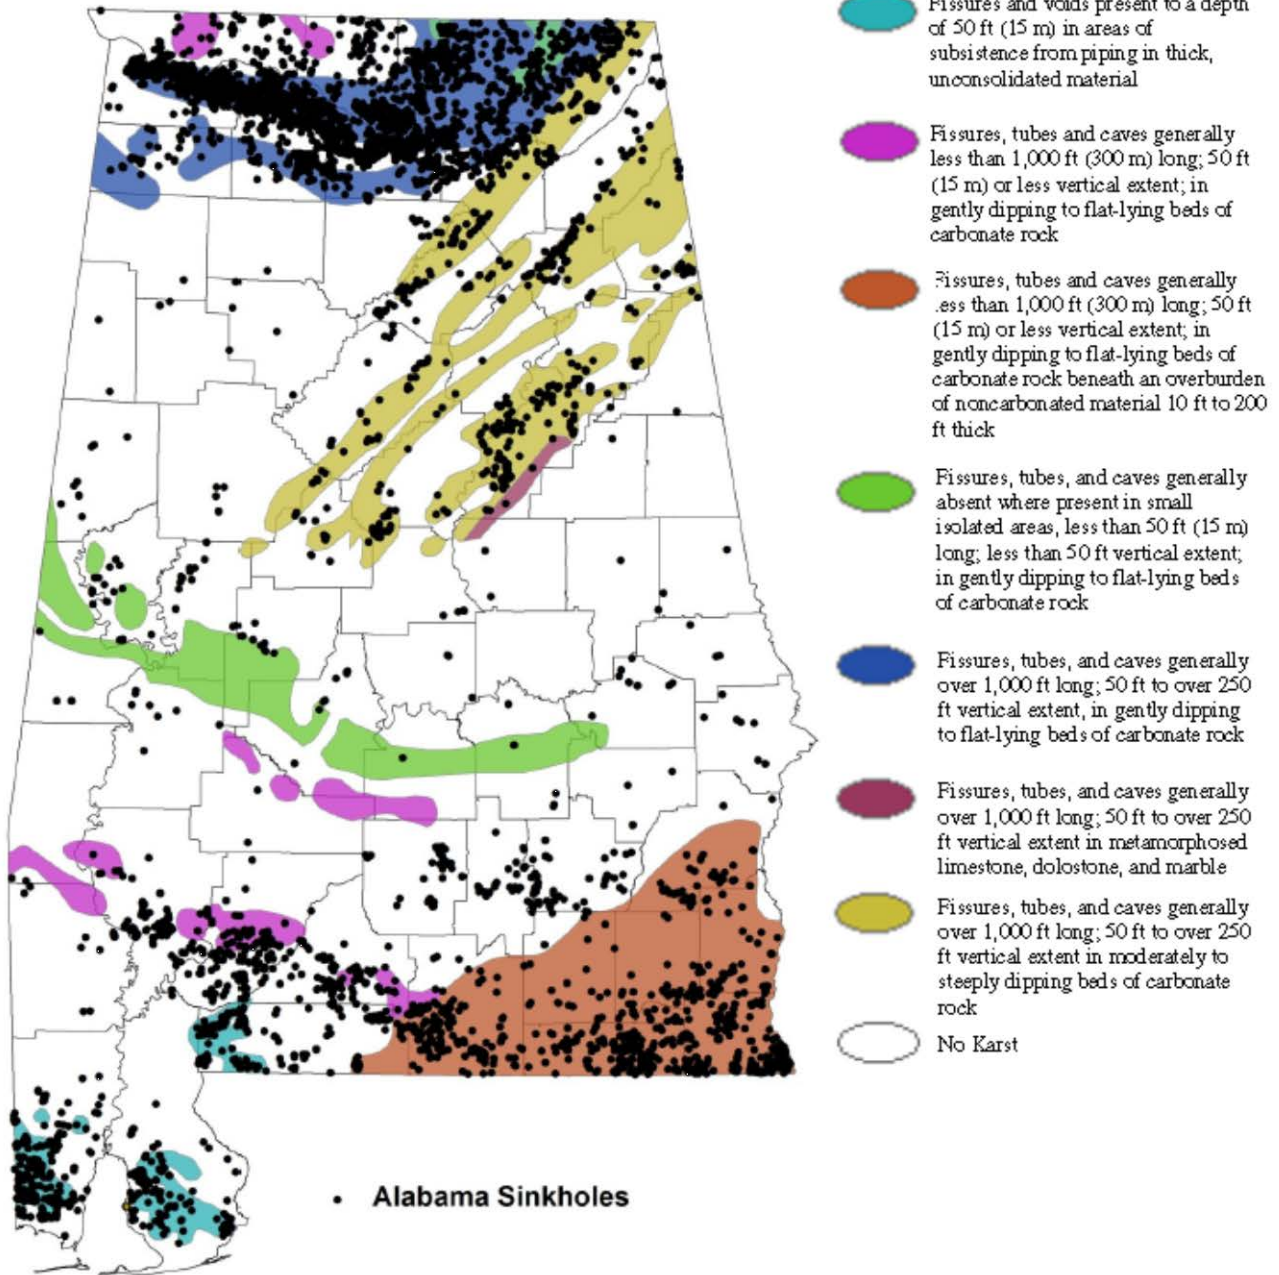 Fissures and voids present to a depth
of 50 ft (15 m) in areas of
subsistence from piping in thick,
unconsolidated material
Fissures, tubes and caves generally
less than 1,000 ft (300 m) long; 50 ft
(15 m) or less vertical extent; in
gently dipping to flat-lying beds of
carbonate rock
Fissures, tubes and caves generally
less than 1,000 ft (300 m) long; 50 ft
(15 m) or less vertical extent; in
gently dipping to flat-lying beds of
carbonate rock beneath an overburden
of noncarbonated material 10 ft to 200
ft thick
Fissures, tubes, and caves generally
absent where present in small
isolated areas, less than 50 ft (15 m)
long; less than 50 ft vertical extent;
in gently dipping to flat-lying beds
of carbonate rock
Fissures, tubes, and caves generally
over 1,000 ft long; 50 ft to over 250
ft vertical extent, in gently dipping
to flat-lying beds of carbonate rock
Fissures, tubes, and caves generally
over 1,000 ft long; 50 ft to over 250
ft vertical extent in metamorphosed
limestone, dolostone, and marble
Fissures, tubes, and caves generally
over 1,000 ft long; 50 ft to over 250
ft vertical extent in moderately to
steeply dipping beds of carbonate
rock
No Karst
Alabama Sinkholes